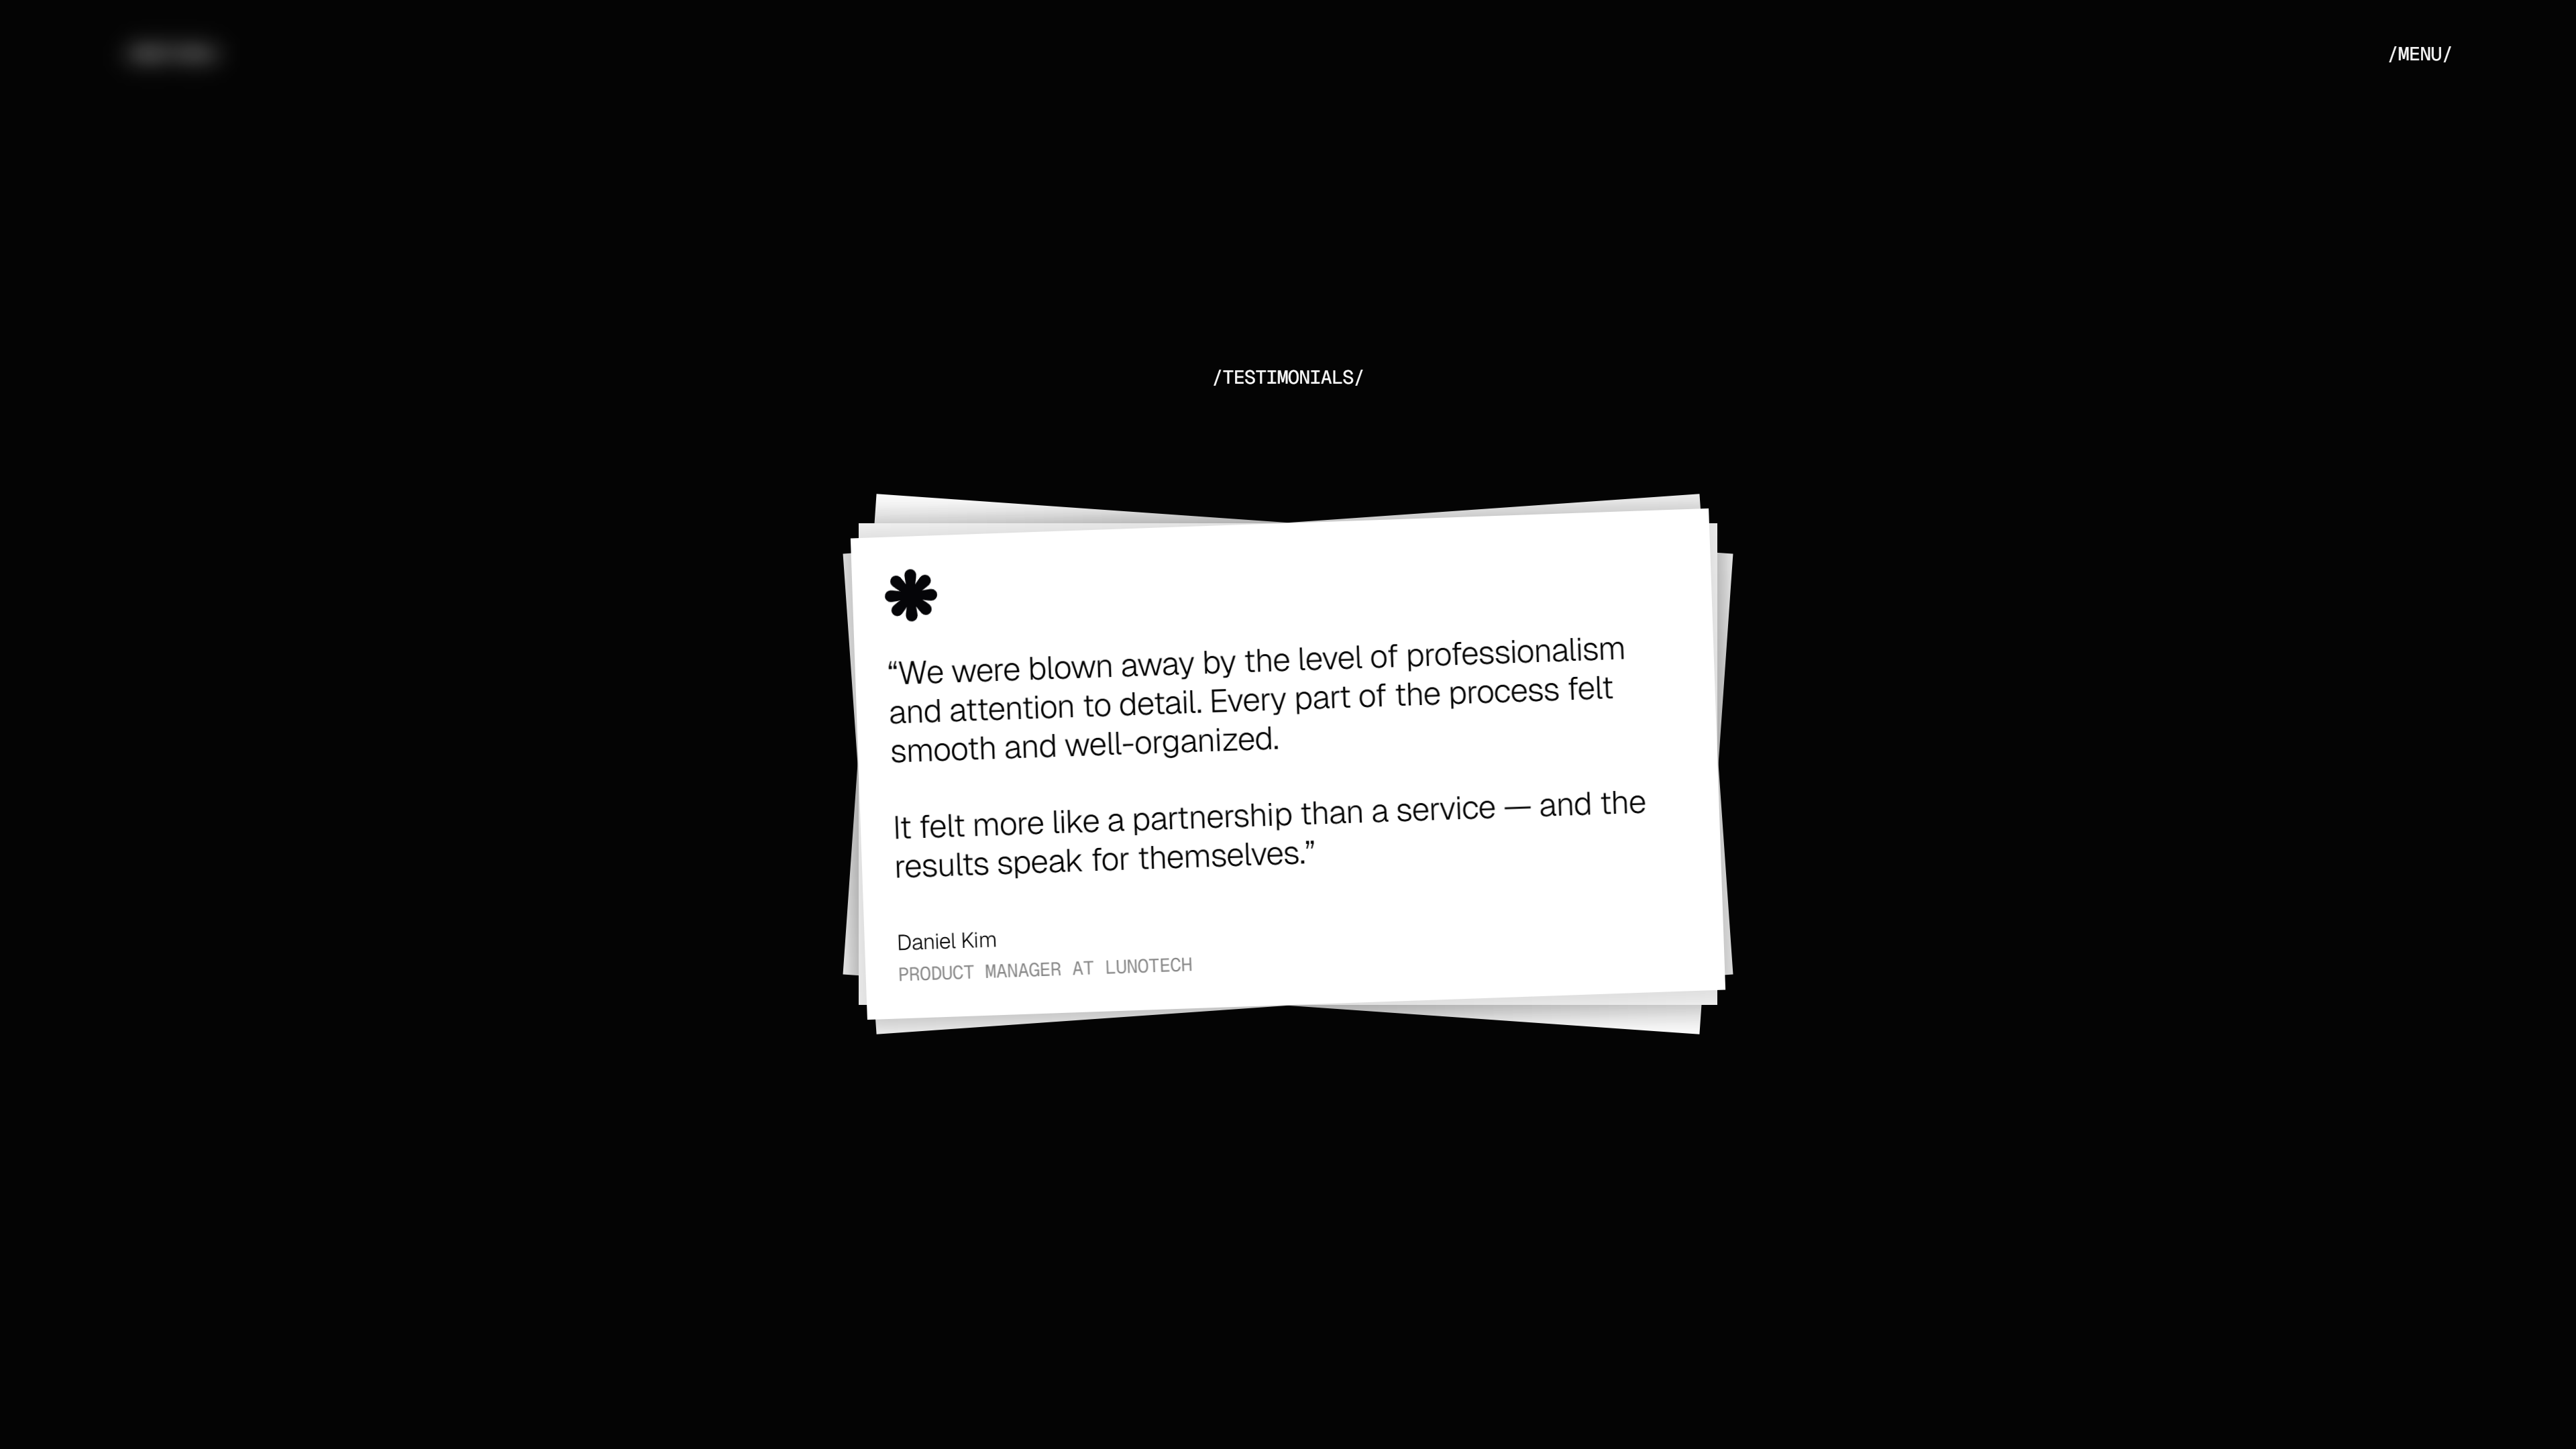 /MENU/
/TESTIMONIALS/
“We were blown away by the level of professionalism
and attention to detail. Every part of the process felt
smooth and well-organized.
It felt more like a partnership than a service — and the
results speak for themselves.”
Daniel Kim
PRODUCT MANAGER AT LUNOTECH